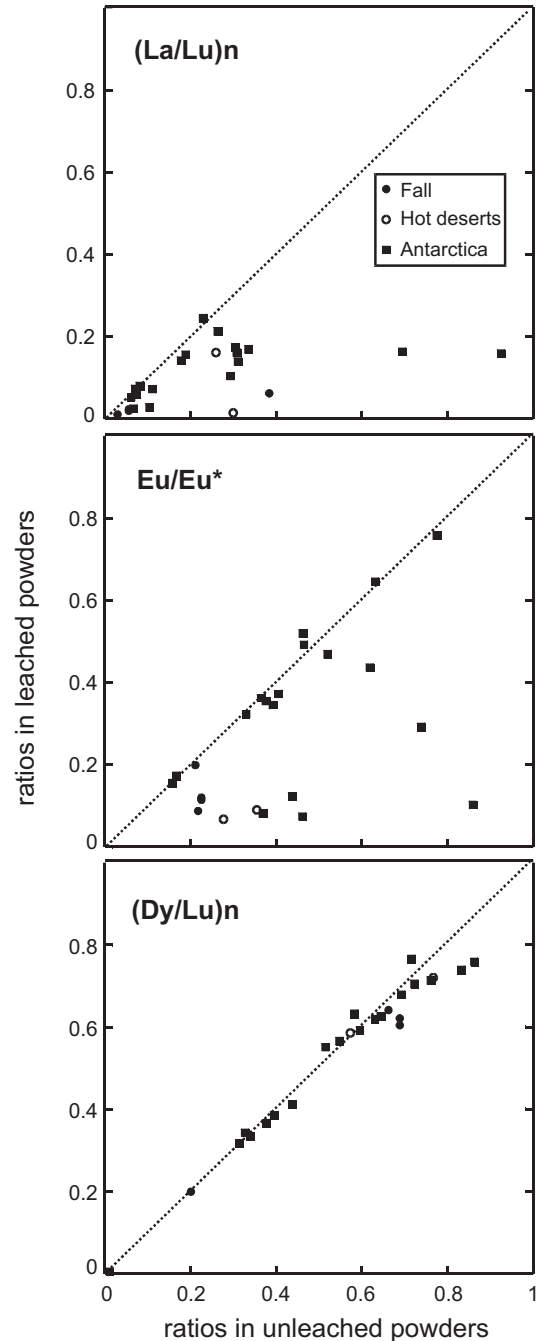 (La/Lu)n
0.8
0.6
Fall
Hot deserts
Antarctica
0.4
0.2
0
Eu/Eu*
0.8
0.6
0.4
0.2
0
(Dy/Lu)n
0.8
0.6
0.4
0.2
0
0 0.2 0.4 0.6 0.8 1
ratios in leached powders
ratios in unleached powders